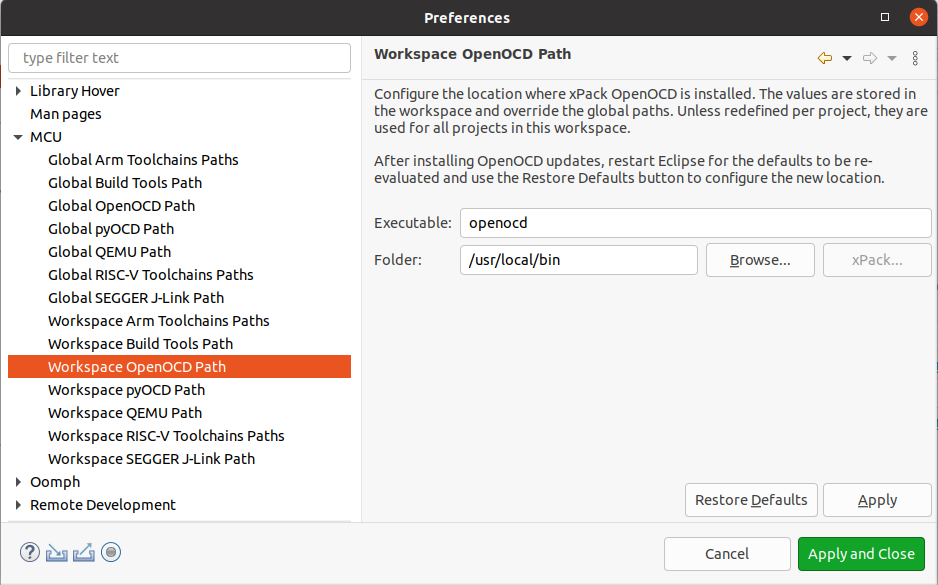 Preferences
type filter text
Library Hover
Man pages
MCU
Global Arm Toolchains Paths
Global Build Tools Path
Global OpenOCD Path
Global pyOCD Path
Global QEMU Path
Global RISC-V Toolchains Paths
Global SEGGER J-Link Path
Workspace Arm Toolchains Paths
Workspace Build Tools Path
Workspace OpenOCD Path
Workspace pyOCD Path
Workspace QEMU Path
Workspace RISC-V Toolchains Paths
Workspace SEGGER J-Link Path
Oomph
Remote Development
Workspace OpenOCD Path
Configure the location where xPack OpenOCD is installed. The values are stored in
the workspace and override the global paths. Unless redefined per project, they are
used for all projects in this workspace.
After installing OpenOCD updates, restart Eclipse for the defaults to be re-
evaluated and use the Restore Defaults button to configure the new location.
Executable: openocd
Folder: /usr/local/bin Browse... xPack...
Restore Defaults Apply
Cancel Apply and Close